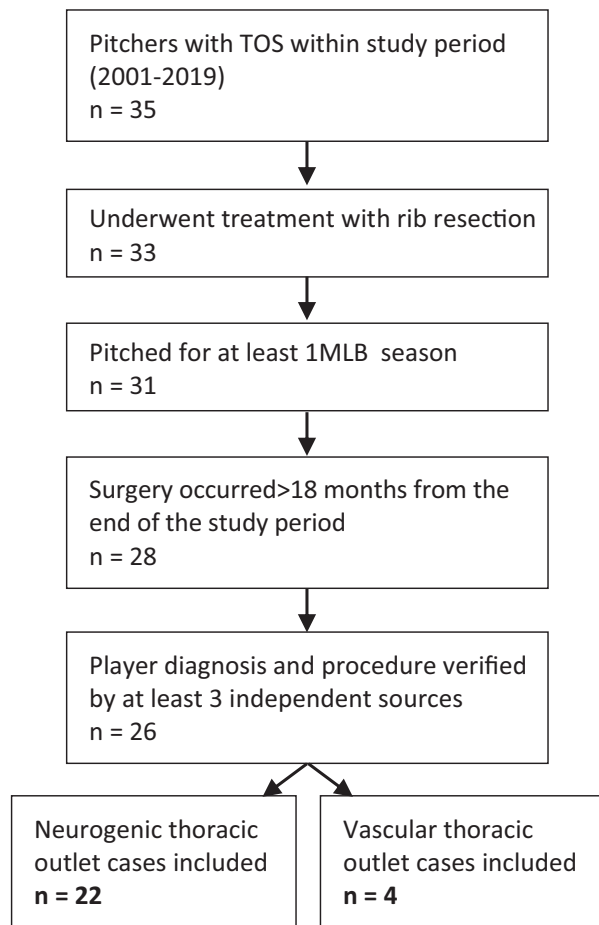 Pitchers with TOS within study period
(2001-2019)
n = 35
Underwent treatment with rib resection
n = 33
Pitched for at least 1MLB  season
n = 31
Surgery occurred>18 months from the
end of the study period
n = 28
Player diagnosis and procedure verified
by at least 3 independent sources
n = 26
Neurogenic thoracic
outlet cases included
n = 22
Vascular thoracic
outlet cases included
n = 4